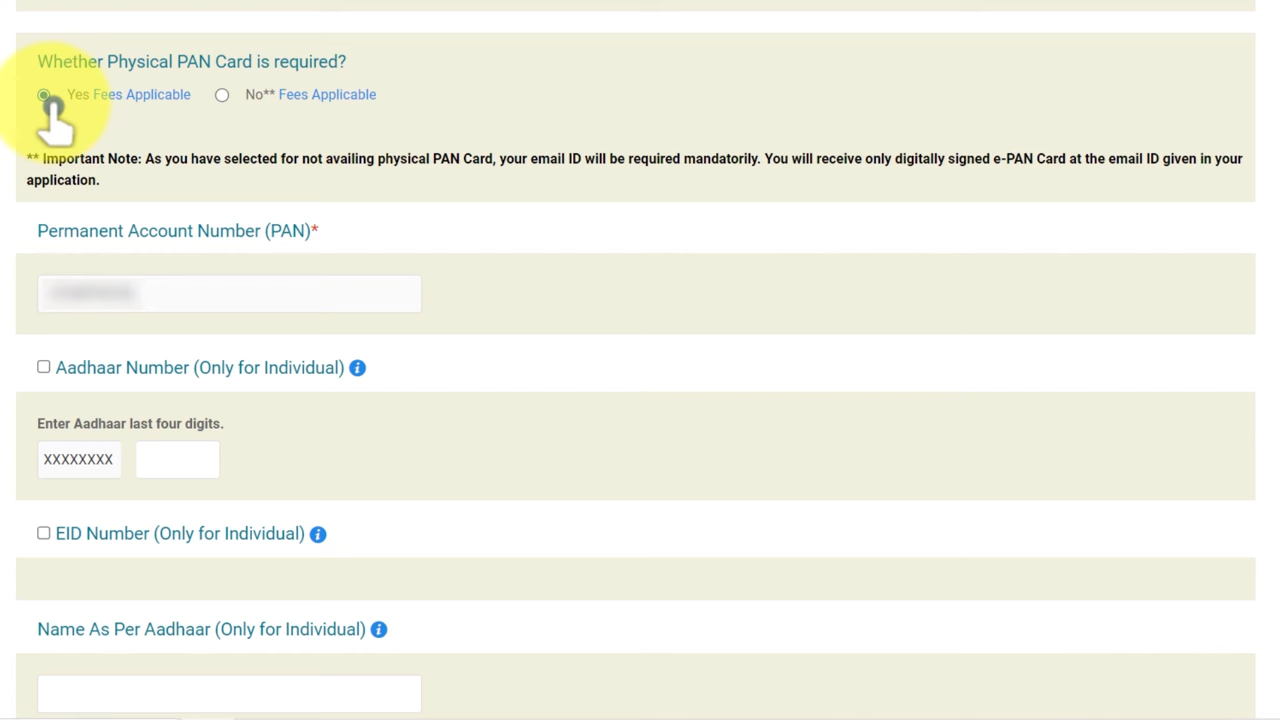 Whether Physical PAN Card is required?
Yes Fees Applicable No** Fees Applicable
** Important Note: As you have selected for not availing physical PAN Card, your email ID will be required mandatorily. You will receive only digitally signed e-PAN Card at the email ID given in your
application.
Permanent Account Number (PAN)*
Aadhaar Number (Only for Individual)
Enter Aadhaar last four digits.
XXXXXXXX
EID Number (Only for Individual)
Name As Per Aadhaar (Only for Individual)